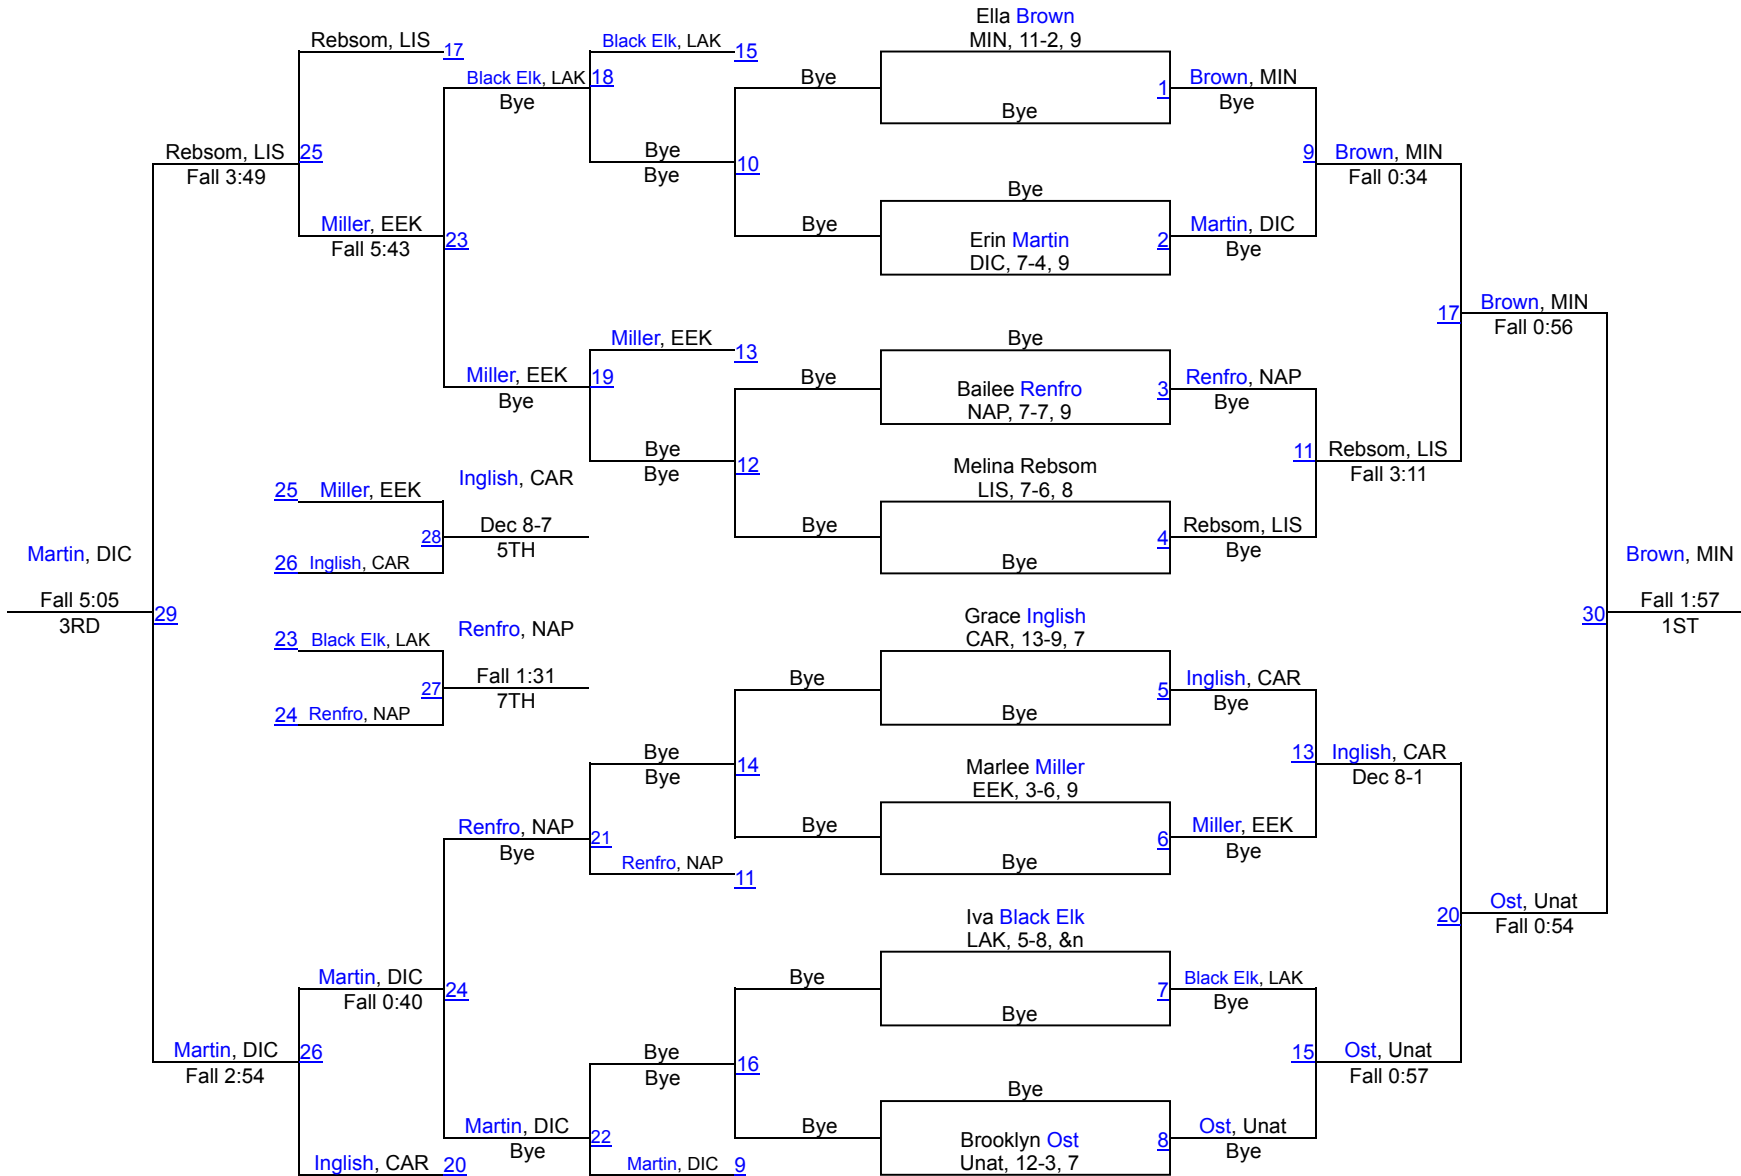 Rebsom, LIS
17
Black Elk, LAK
18
Bye
Black Elk, LAK
15
Bye
Bye
10
Rebsom, LIS
25
Fall 3:49
Miller, EEK
23
Fall 5:43
Miller, EEK
13
Miller, EEK
19
Bye
Bye
Bye
12
Bye
Bye
Bye
Bye
Ella Brown
MIN, 11-2, 9
Bye
1
Brown, MIN
Bye
9
Brown, MIN
Fall 0:34
Bye
Erin Martin
DIC, 7-4, 9
2
Martin, DIC
Bye
17
Brown, MIN
Fall 0:56
Bye
Bailee Renfro
NAP, 7-7, 9
3
Renfro, NAP
Bye
11
Rebsom, LIS
Fall 3:11
Melina Rebsom
LIS, 7-6, 8
Bye
4
Rebsom, LIS
Bye
25
Miller, EEK
Inglish, CAR
28
Dec 8-7
5TH
26
Inglish, CAR
Martin, DIC
Fall 5:05
3RD
29
23
Black Elk, LAK
Renfro, NAP
27
Fall 1:31
7TH
24
Renfro, NAP
Brown, MIN
30
Fall 1:57
1ST
Grace Inglish
CAR, 13-9, 7
Bye
5
Inglish, CAR
Bye
13
Inglish, CAR
Dec 8-1
Marlee Miller
EEK, 3-6, 9
Bye
6
Miller, EEK
Bye
20
Ost, Unat
Fall 0:54
Iva Black Elk
LAK, 5-8, &n
Bye
7
Black Elk, LAK
Bye
15
Ost, Unat
Fall 0:57
Bye
Brooklyn Ost
Unat, 12-3, 7
8
Ost, Unat
Bye
Bye
Bye
Bye
Bye
14
Bye
Bye
Renfro, NAP
21
Bye
Renfro, NAP
11
Martin, DIC
24
Fall 0:40
Martin, DIC
26
Fall 2:54
Bye
16
Bye
Martin, DIC
22
Bye
Martin, DIC
9
Inglish, CAR
20